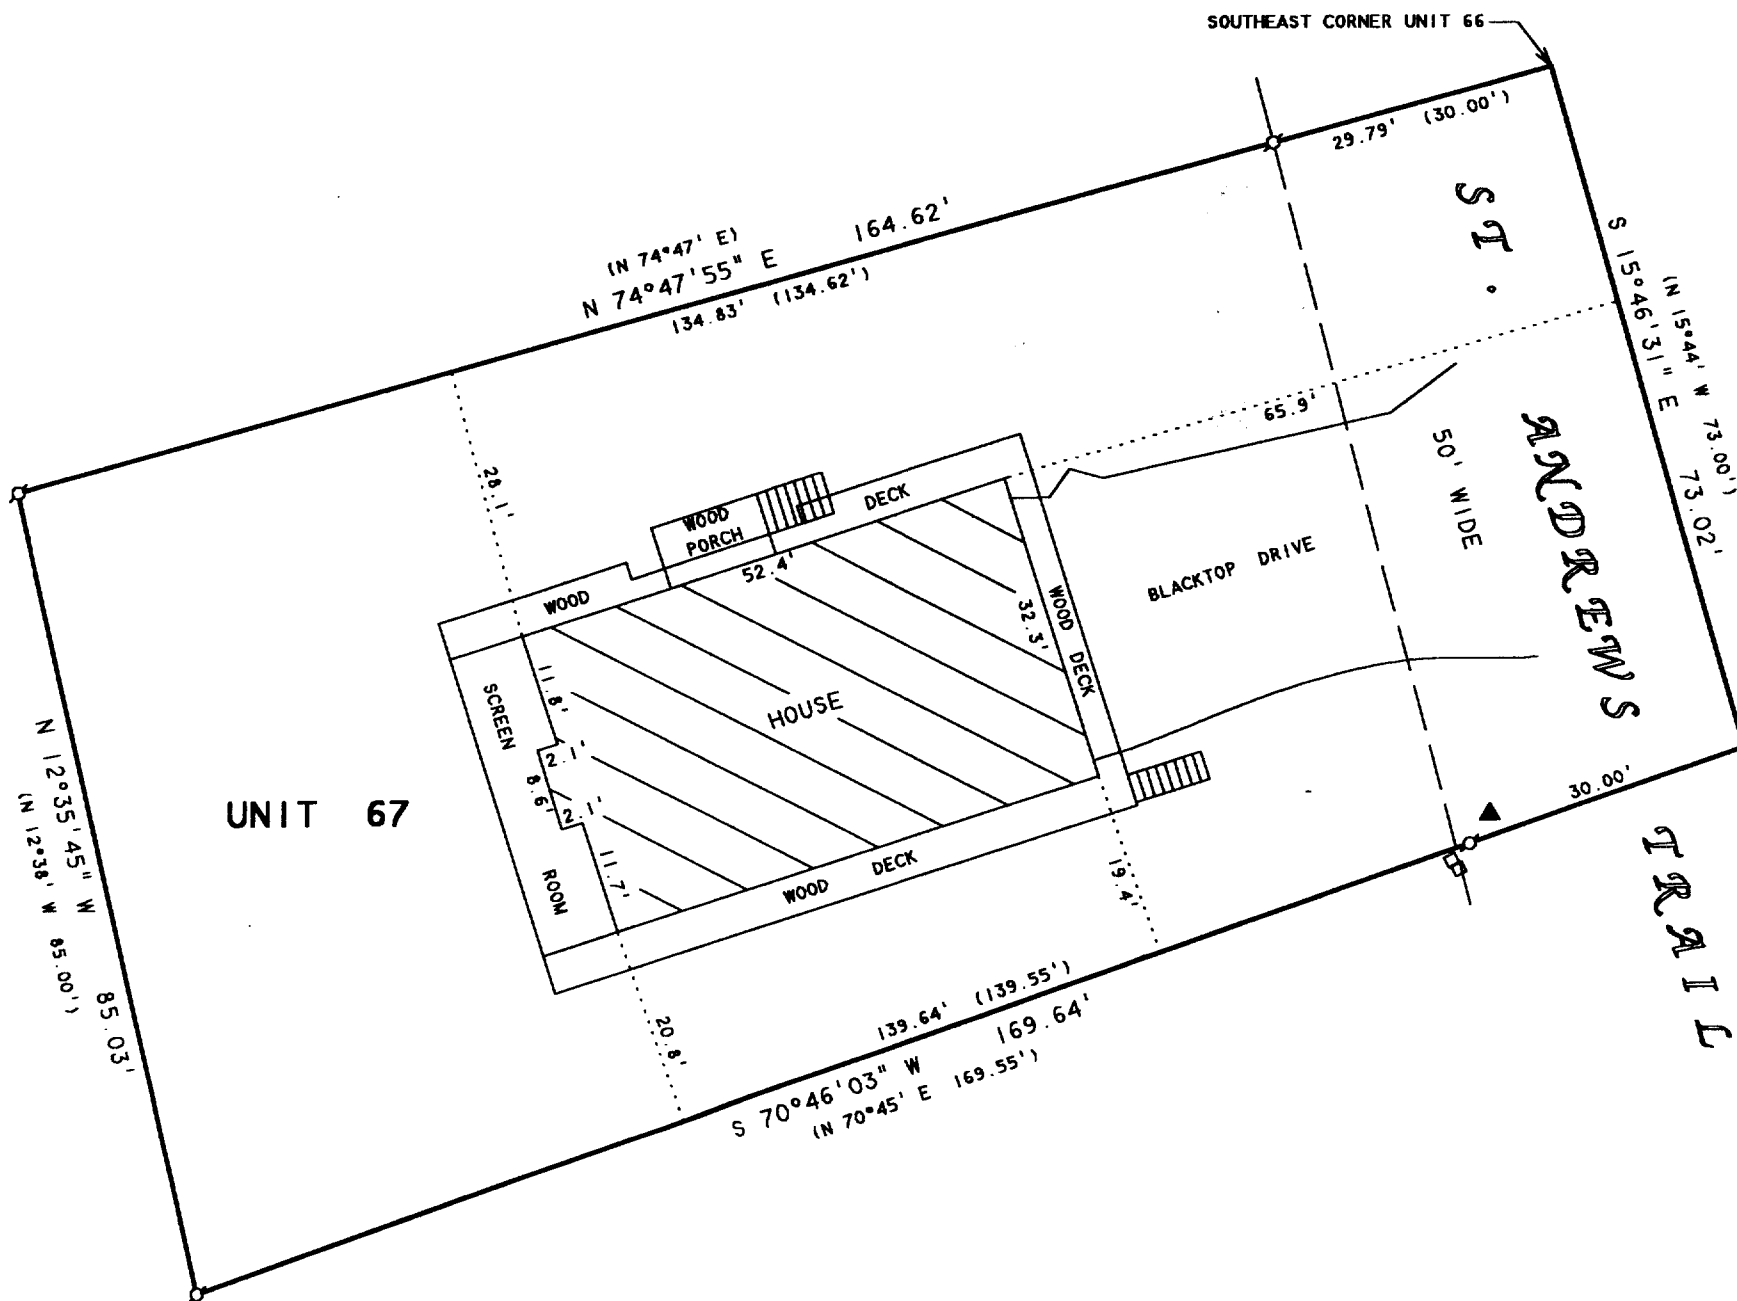 SOUTHEAST CORNER UNIT 66
29.79' (30.00')
(N 74°47' E)
N 74°47'55" E 164.62'
134.83' (134.62')
S 15°46'31" E 73.02'
(N 15°44' W 73.00')
ST. ANDREWS TRAIL
50' WIDE
65.9'
28.1'
WOOD DECK
WOOD
PORCH
52.4'
32.3'
WOOD DECK
BLACKTOP DRIVE
HOUSE
11.8'
2.1'
8.6'
2.1'
11.7'
SCREEN ROOM
WOOD DECK
19.4'
20.8'
30.00'
UNIT 67
N 12°35'45" W 85.03'
(N 12°38' W 85.00')
139.64' (139.55')
S 70°46'03" W 169.64'
(N 70°45' E 169.55')